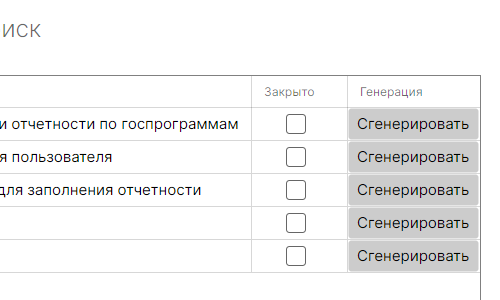 иск
Закрыто Генерация
и отчетности по госпрограммам Сгенерировать
я пользователя Сгенерировать
для заполнения отчетности Сгенерировать
Сгенерировать
Сгенерировать